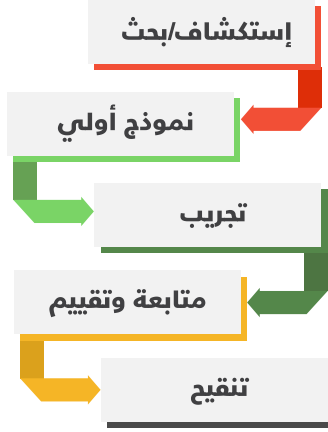 إستكشاف/بحث
نموذج أولي
تجريب
متابعة وتقييم
تنقيح